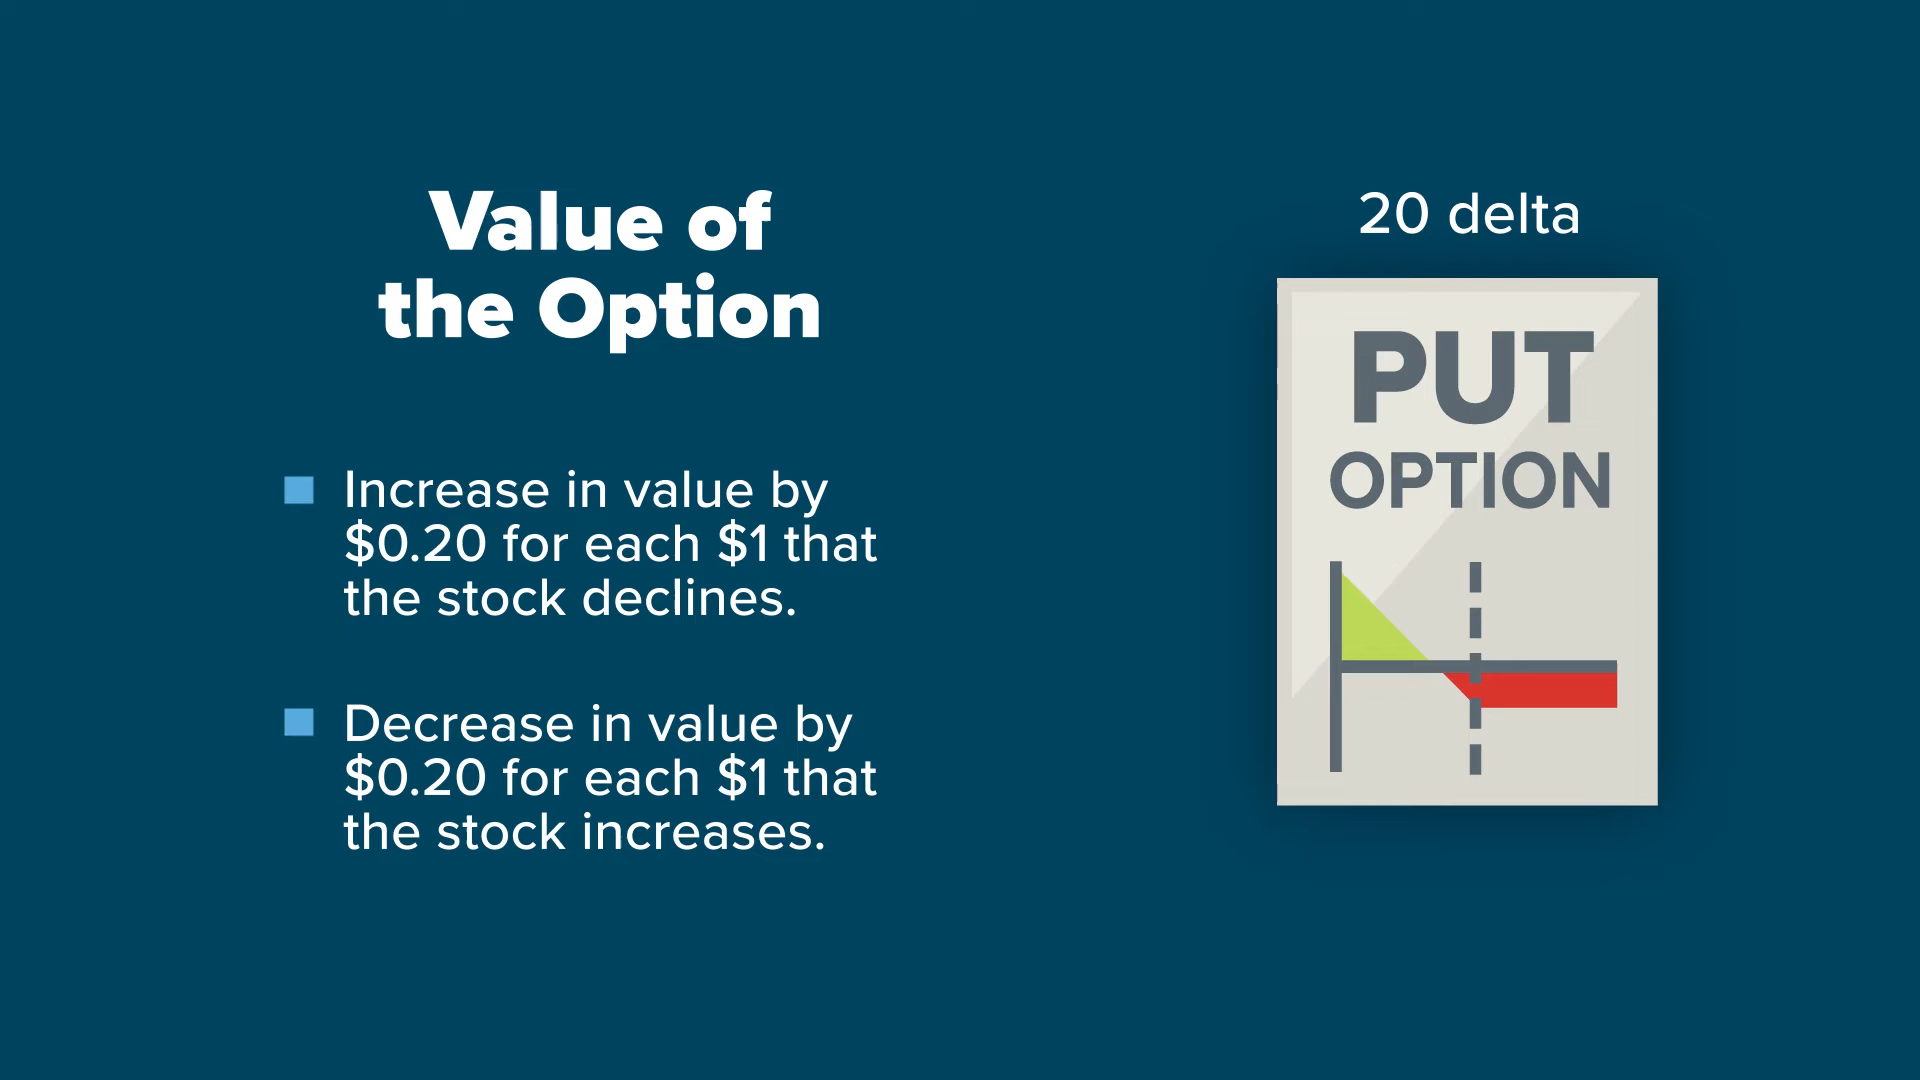 Value of
the Option
Increase in value by
$0.20 for each $1 that
the stock declines.
Decrease in value by
$0.20 for each $1 that
the stock increases.
20 delta
PUT
OPTION